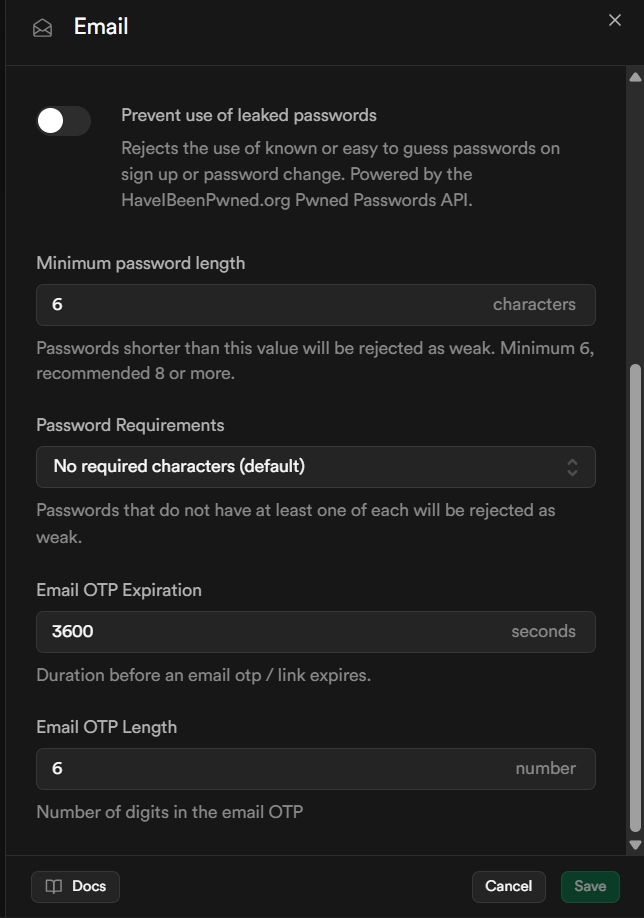 Email
Prevent use of leaked passwords
Rejects the use of known or easy to guess passwords on
sign up or password change. Powered by the
HaveIBeenPwned.org Pwned Passwords API.
Minimum password length
6 characters
Passwords shorter than this value will be rejected as weak. Minimum 6,
recommended 8 or more.
Password Requirements
No required characters (default)
Passwords that do not have at least one of each will be rejected as
weak.
Email OTP Expiration
3600 seconds
Duration before an email otp / link expires.
Email OTP Length
6 number
Number of digits in the email OTP
Docs Cancel Save